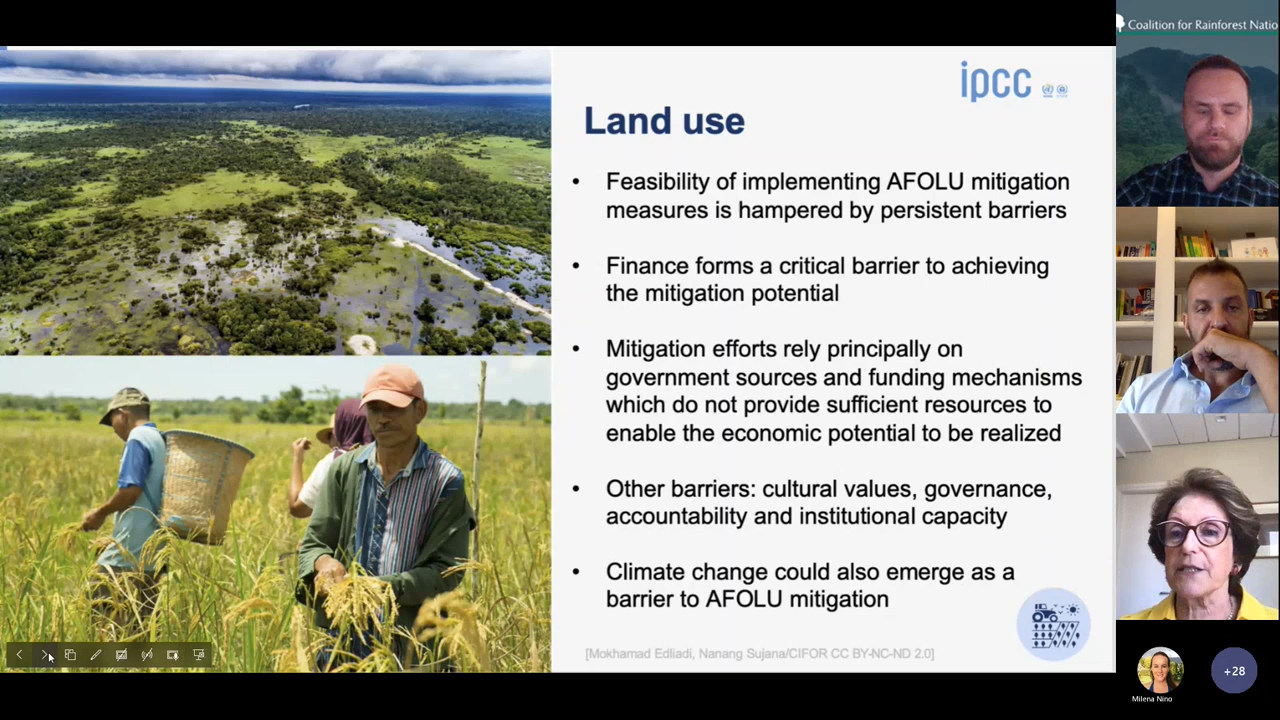 Coalition for Rainforest Natio
ipcc
Land use
• Feasibility of implementing AFOLU mitigation
measures is hampered by persistent barriers
• Finance forms a critical barrier to achieving
the mitigation potential
• Mitigation efforts rely principally on
government sources and funding mechanisms
which do not provide sufficient resources to
enable the economic potential to be realized
• Other barriers: cultural values, governance,
accountability and institutional capacity
• Climate change could also emerge as a
barrier to AFOLU mitigation
[Mokhamad Edliadi, Nanang Sujana/CIFOR CC BY-NC-ND 2.0]
Milena Nino
+28